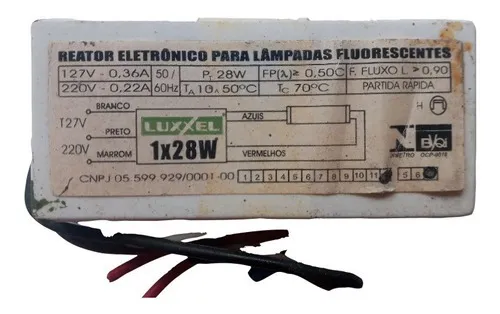 REATOR ELETRÔNICO PARA LÂMPADAS FLUORESCENTES
127V - 0,36A 50/ P, 28W FP(λ)≥ 0,50C F. FLUXO L >0,90
220V - 0,22A 60Hz TA 10 A 50°C TC 70°C PARTIDA RÁPIDA
BRANCO AZUIS H
127V LUXXEL
PRETO
220V 1x28W
MARROM VERMELHOS
CNPJ 05.599.929/0001-00 1 2 3 4 5 6 7 8 9 10 11 5 6